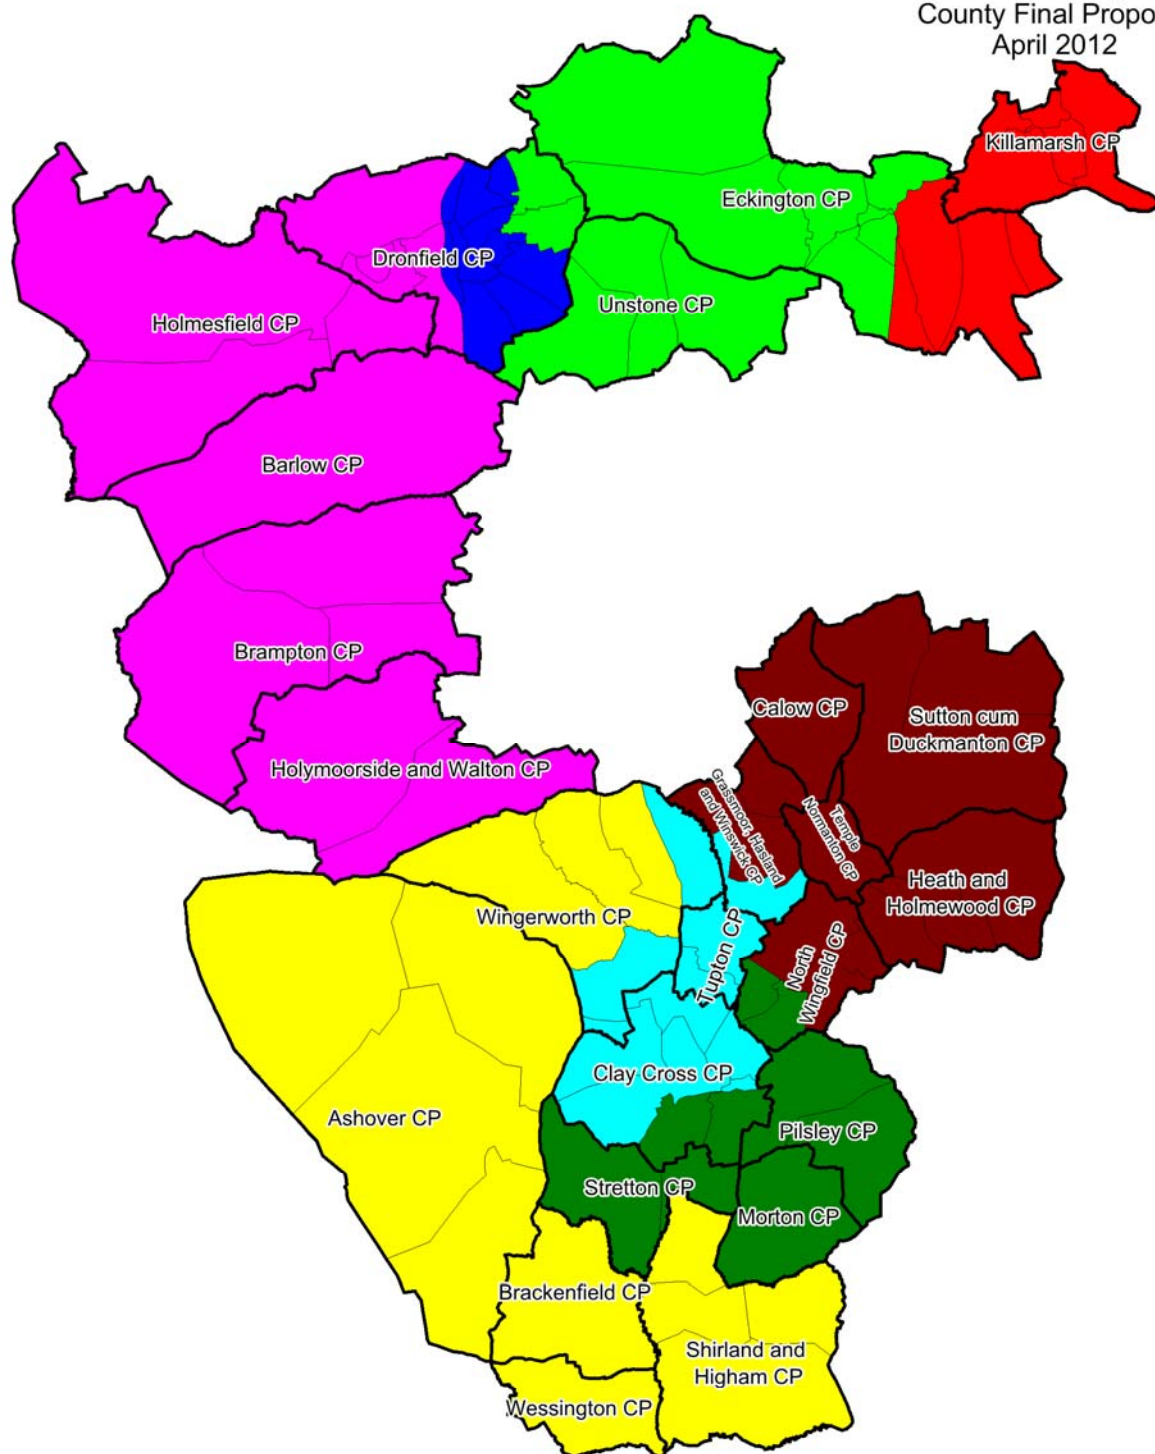 County Final Propo
April 2012
Killamarsh CP
Eckington CP
Dronfield CP
Unstone CP
Holmesfield CP
Barlow CP
Brampton CP
Calow CP
Sutton cum
Duckmanton CP
Holymoorside and Walton CP
Grassmoor, Hasland
and Winswick CP
Temple
Normanton CP
Heath and
Holmewood CP
Wingerworth CP
Tupton CP
North
Wingfield CP
Clay Cross CP
Ashover CP
Pilsley CP
Stretton CP
Morton CP
Brackenfield CP
Shirland and
Higham CP
Wessington CP